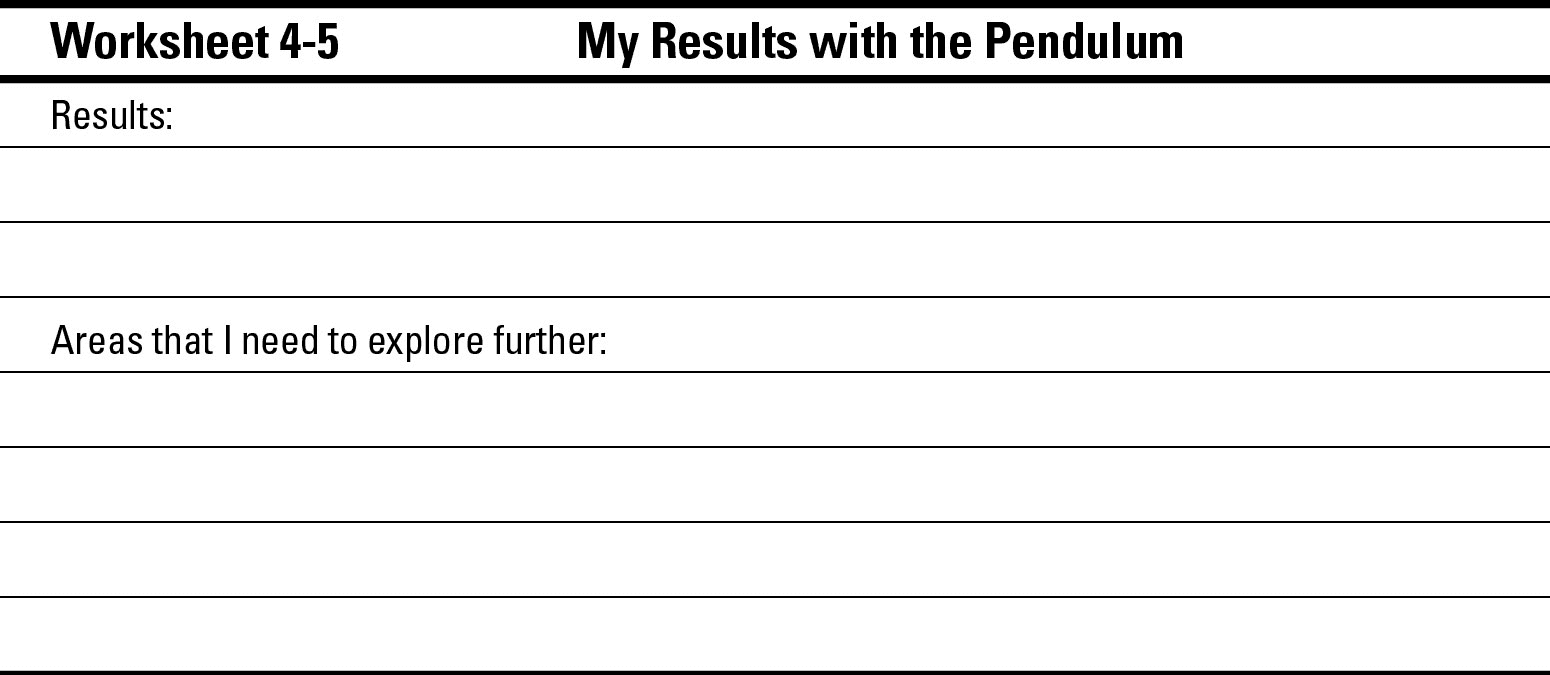 Worksheet 4-5 My Results with the Pendulum
Results:
Areas that I need to explore further: